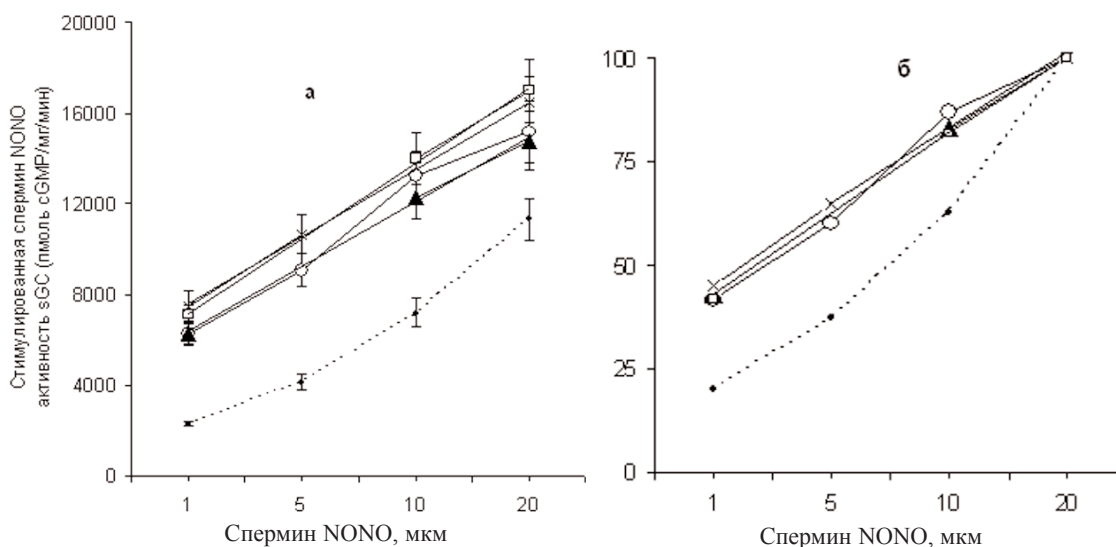 Стимулированная спермин NONO
активность sGC (пмоль cGMP/мг/мин)
20000
16000
12000
8000
4000
0
а
1 5 10 20
Спермин NONO, мкм
100
75
50
25
0
б
1 5 10 20
Спермин NONO, мкм